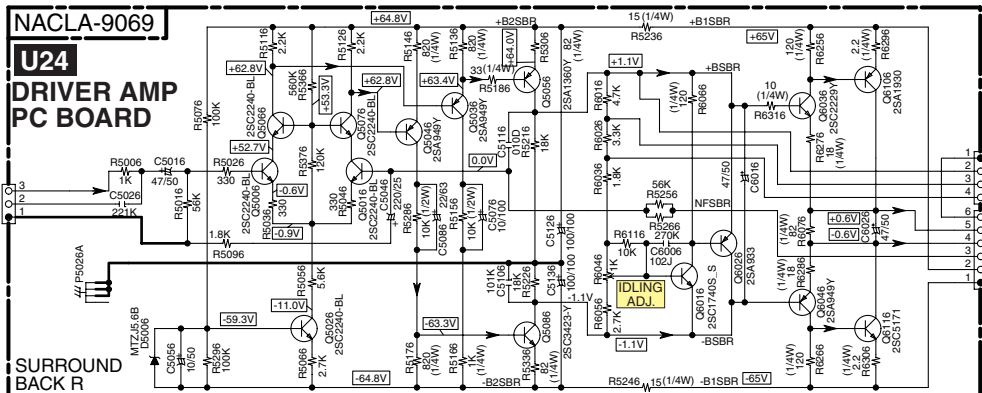 NACLA-9069
U24
DRIVER AMP
PC BOARD
SURROUND
BACK R
+64.8V
+B2SBR
15 (1/4W)
R5236
+B1SBR
+65V
R5116
2.2K
R5126
2.2K
R5146
820 (1/4W)
R5136
820 (1/4W)
+64.0V
R5306
82
(1/4W)
120
(1/4W)
R6256
2.2
(1/4W)
R6296
+62.8V
560K
R5366
+53.3V
+62.8V
+63.4V
33 (1/4W)
R5186
Q5056
2SA1360Y
+1.1V
+BSBR
R6016
4.7K
120
(1/4W)
R6066
10
(1/4W)
R6316
Q6036
2SC2229Y
Q6106
2SA1930
R5076
100K
2SC2240-BL
Q5066
Q5076
2SC2240-BL
Q5046
2SA949Y
Q5036
2SA949Y
C5116
010D
R5216
18K
R6026
3.3K
R6276
18
(1/4W)
+52.7V
R5376
120K
0.0V
R6036
1.8K
47/50
C6016
R5006
1K
C5016
47/50
R5026
330
C5026
221K
R5016
56K
Q5006
2SC2240-BL
-0.6V
R5036
330
-0.9V
330
R5046
Q5016
2SC2240-BL
C5046
220/25
R5286
10K (1/2W)
C5086
22/63
R5156
10K (1/2W)
C5076
10/100
56K
R5256
R5266
270K
NFSBR
R6116
10K
C6006
102J
Q6026
2SA933
R6076
82
(1/4W)
+0.6V
-0.6V
C6026
47/50
3
2
1
1.8K
R5096
C5126
100/100
P5026A
R5056
5.6K
C5106
101K
18K
R5226
C5136
100/100
R6046
1K
IDLING
ADJ.
Q6016
2SC1740S_S
R6286
18
(1/4W)
Q6046
2SA949Y
-1.1V
-11.0V
-59.3V
Q5026
2SC2240-BL
-63.3V
Q5086
2SC3423-Y
R6056
2.7K
-1.1V
-BSBR
Q6116
2SC5171
MTZJ5.6B
D5006
C5056
10/50
R5296
100K
R5066
2.7K
R5176
820
(1/4W)
R5166
1K
(1/4W)
R5336
82
(1/4W)
(1/4W)
120
R6266
(1/4W)
2.2
R6306
-64.8V
-B2SBR
R5246
15 (1/4W)
-B1SBR
-65V
1
2
3
4
6
5
4
3
2
1